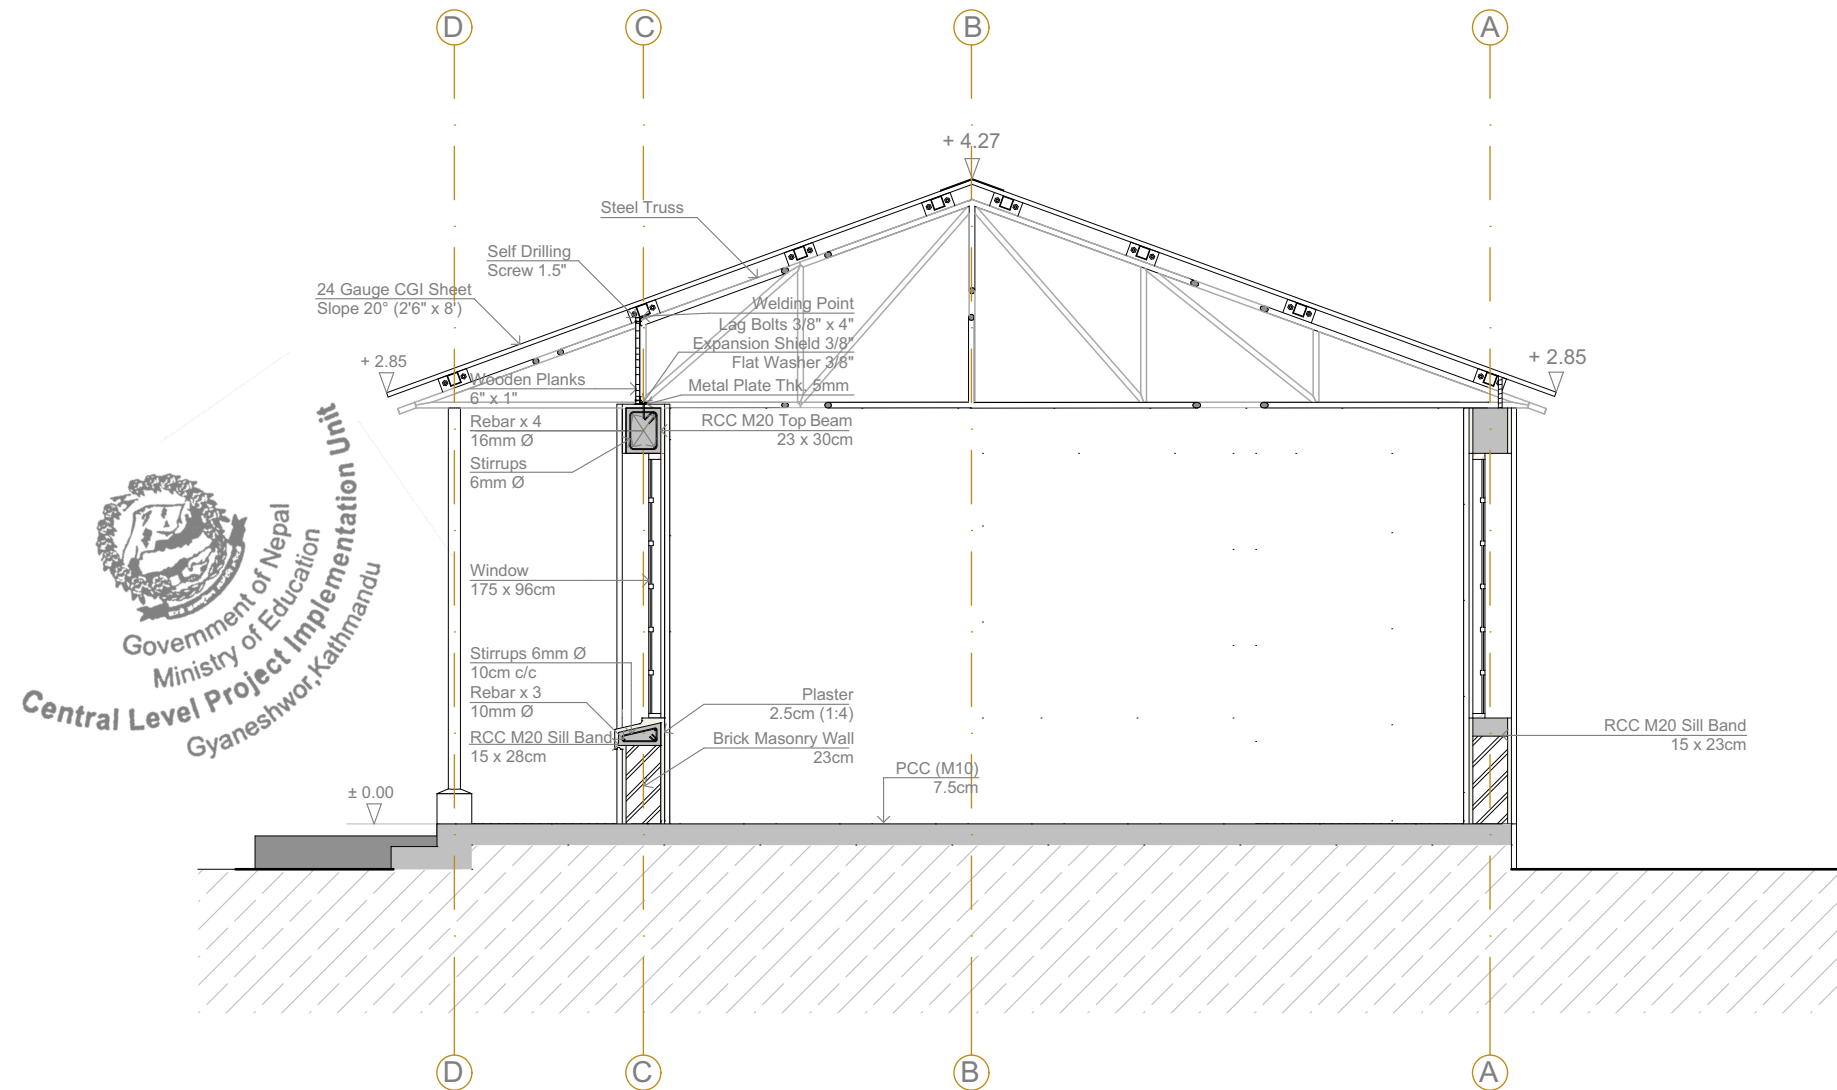 D
C
B
A
+ 4.27
Steel Truss
Self Drilling
Screw 1.5"
24 Gauge CGI Sheet
Slope 20° (2'6" x 8')
Welding Point
Lag Bolts 3/8" x 4"
Expansion Shield 3/8"
Flat Washer 3/8"
+ 2.85
+ 2.85
Wooden Planks
6" x 1"
Metal Plate Thk. 5mm
Rebar x 4
16mm Ø
RCC M20 Top Beam
23 x 30cm
Stirrups
6mm Ø
Window
175 x 96cm
Stirrups 6mm Ø
10cm c/c
Rebar x 3
10mm Ø
Plaster
2.5cm (1:4)
RCC M20 Sill Band
15 x 28cm
Brick Masonry Wall
23cm
RCC M20 Sill Band
15 x 23cm
PCC (M10)
7.5cm
± 0.00
Government of Nepal
Ministry of Education
Central Level Project Implementation Unit
Gyaneshwor,Kathmandu
D
C
B
A